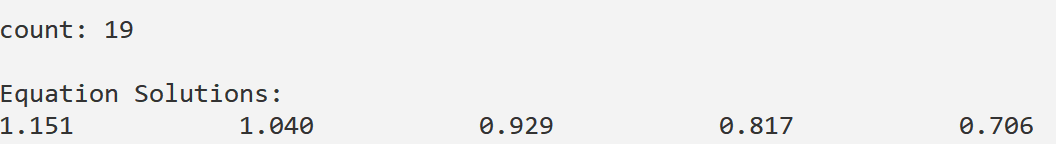 count: 19
Equation Solutions:
1.151 1.040 0.929 0.817 0.706